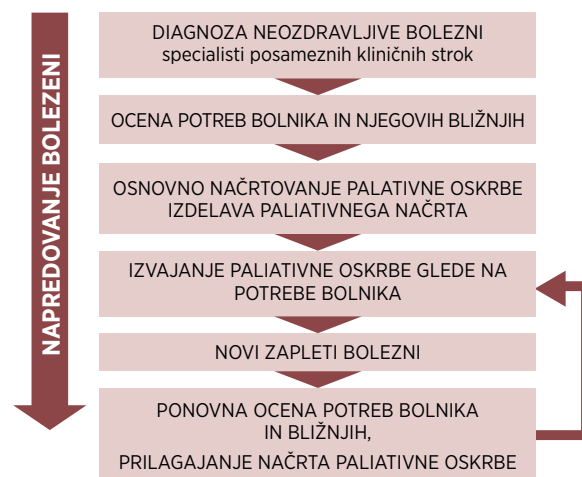 NAPREDOVANJE BOLEZENI
DIAGNOZA NEOZDRAVLJIVE BOLEZNI
specialisti posameznih kliničnih strok
OCENA POTREB BOLNIKA IN NJEGOVIH BLIŽNJIH
OSNOVNO NAČRTOVANJE PALATIVNE OSKRBE
IZDELAVA PALIATIVNEGA NAČRTA
IZVAJANJE PALIATIVNE OSKRBE GLEDE NA
POTREBE BOLNIKA
NOVI ZAPLETI BOLEZNI
PONOVNA OCENA POTREB BOLNIKA
IN BLIŽNJIH,
PRILAGAJANJE NAČRTA PALIATIVNE OSKRBE